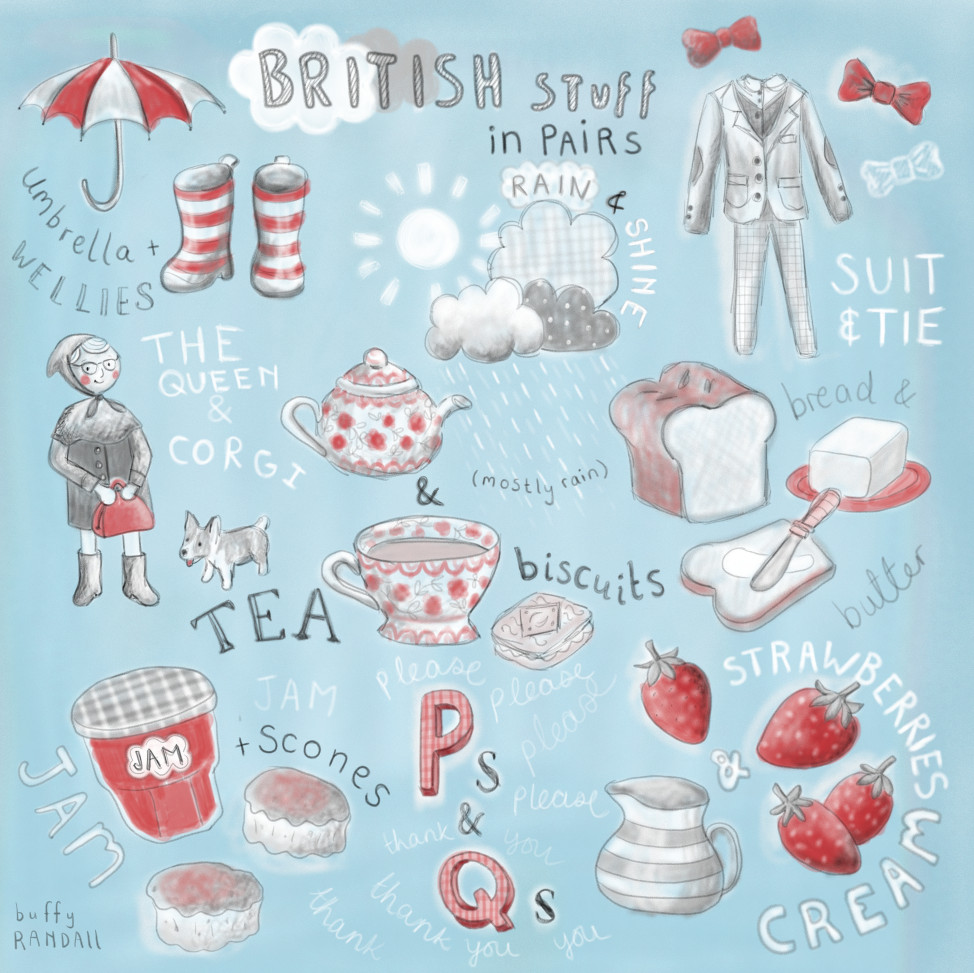 BRITISH STUFF
in PAIRS
Umbrella +
WELLIES
RAIN &
SHINE
(mostly rain)
SUIT
& TIE
THE
QUEEN
&
CORGI
TEA
&
biscuits
bread &
butter
JAM
JAM
JAM
+ Scones
please
please
please
please
Ps
&
Qs
thank you
thank you
thank you
STRAWBERRIES
&
CREAM
buffy
RANDALL